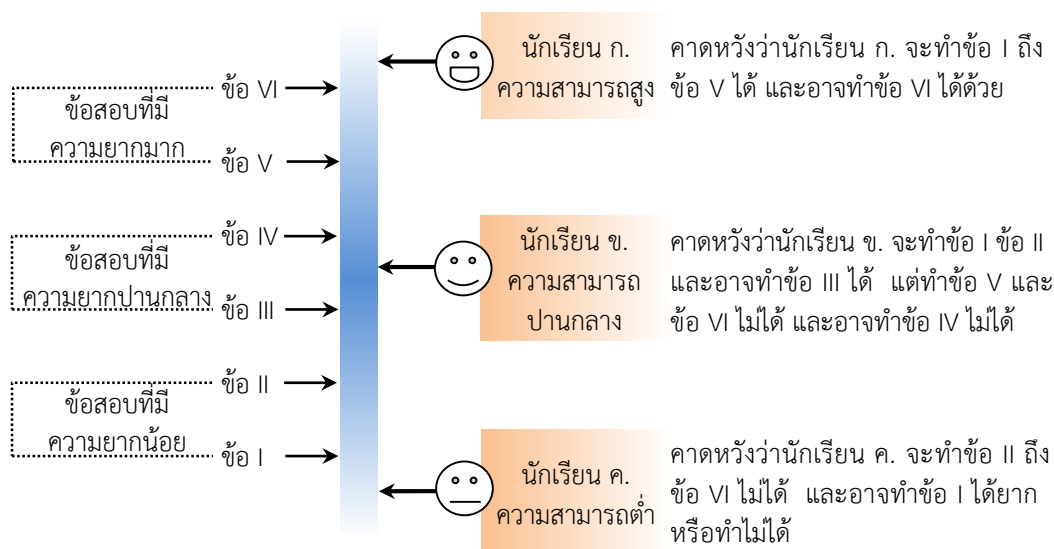 ข้อ VI
ข้อสอบที่มี
ความยากมาก
ข้อ V
ข้อ IV
ข้อสอบที่มี
ความยากปานกลาง
ข้อ III
ข้อ II
ข้อสอบที่มี
ความยากน้อย
ข้อ I
นักเรียน ก.
ความสามารถสูง
คาดหวังว่านักเรียน ก. จะทำข้อ I ถึง
ข้อ V ได้ และอาจทำข้อ VI ได้ด้วย
นักเรียน ข.
ความสามารถ
ปานกลาง
คาดหวังว่านักเรียน ข. จะทำข้อ I ข้อ II
และอาจทำข้อ III ได้ แต่ทำข้อ V และ
ข้อ VI ไม่ได้ และอาจทำข้อ IV ไม่ได้
นักเรียน ค.
ความสามารถต่ำ
คาดหวังว่านักเรียน ค. จะทำข้อ II ถึง
ข้อ VI ไม่ได้ และอาจทำข้อ I ได้ยาก
หรือทำไม่ได้